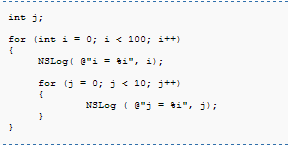 int j;
for (int i = 0; i < 100; i++)
{
NSLog( @"i = %i", i);
for (j = 0; j < 10; j++)
{
NSLog ( @"j = %i", j);
}
}